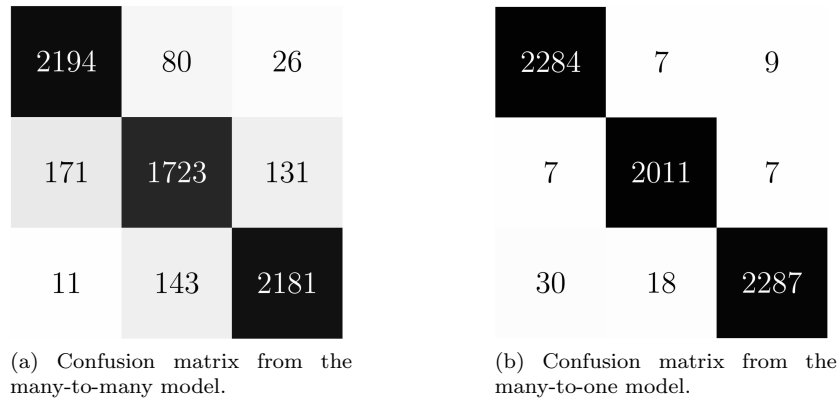 2194 80 26
171 1723 131
11 143 2181
(a) Confusion matrix from the
many-to-many model.
2284 7 9
7 2011 7
30 18 2287
(b) Confusion matrix from the
many-to-one model.